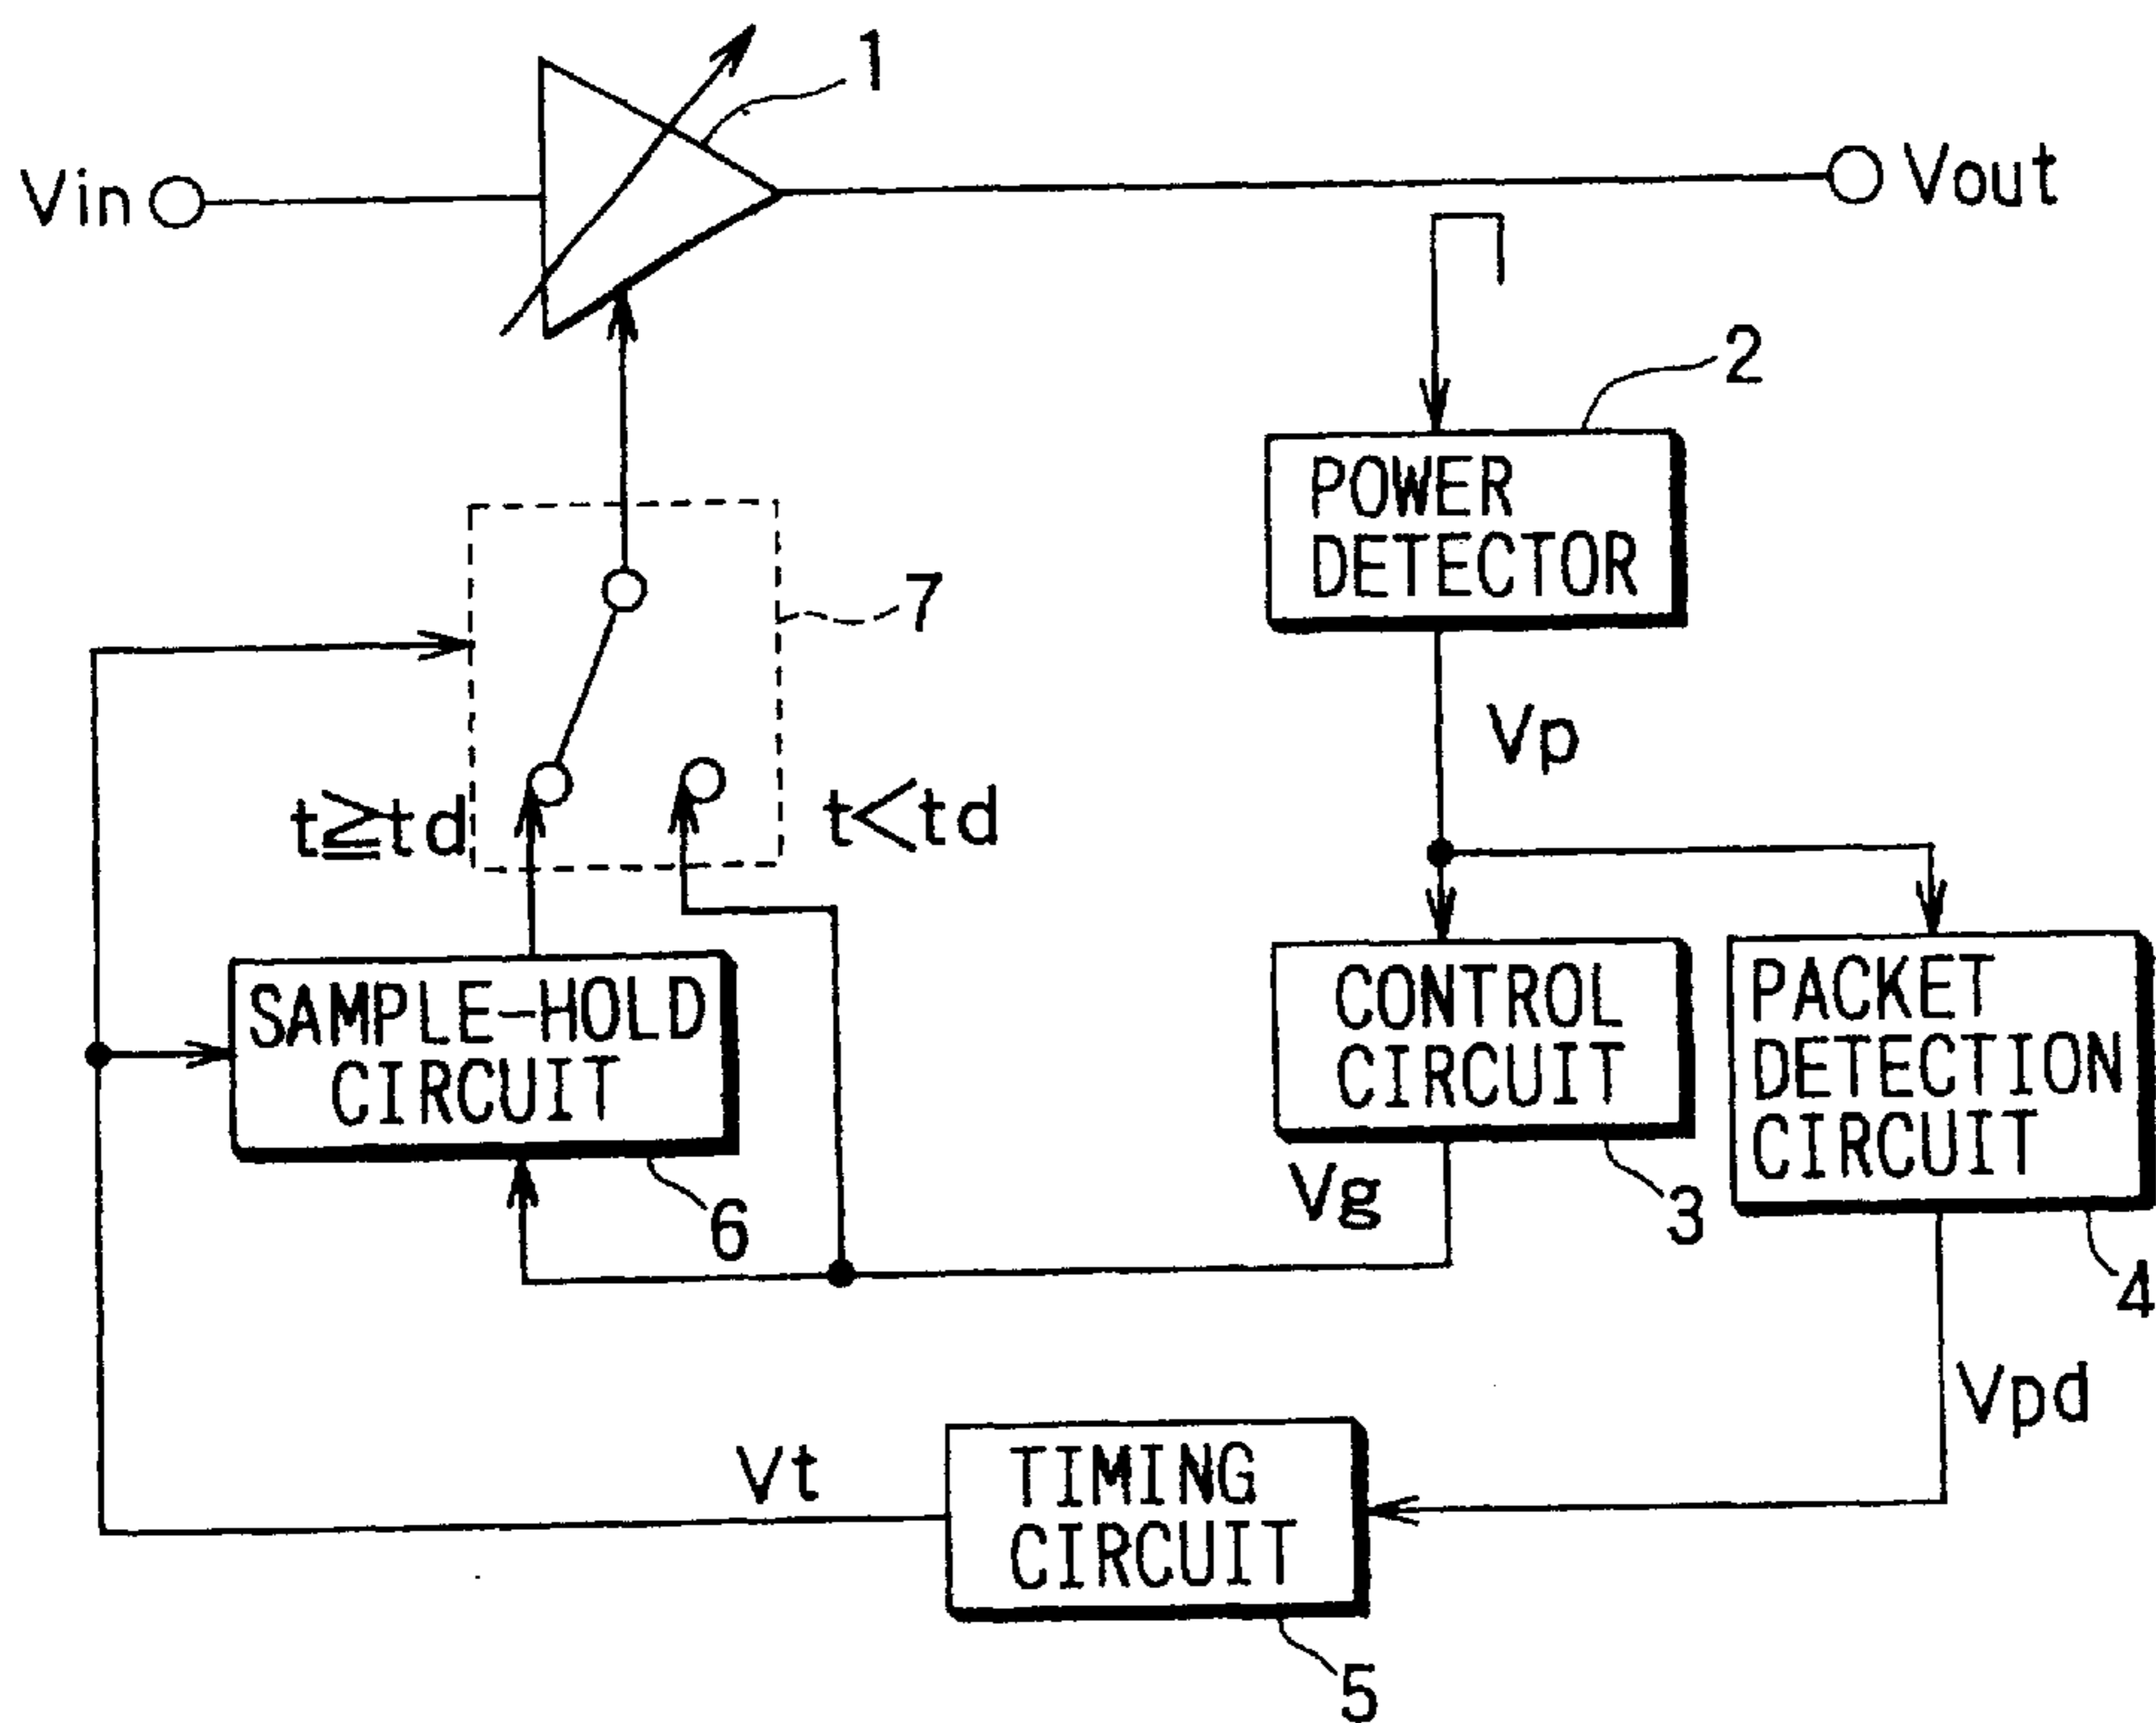 1
Vin
Vout
2
POWER
DETECTOR
7
Vp
t≧td
t<td
SAMPLE-HOLD
CIRCUIT
CONTROL
CIRCUIT
PACKET
DETECTION
CIRCUIT
6
Vg
3
4
Vpd
Vt
TIMING
CIRCUIT
5